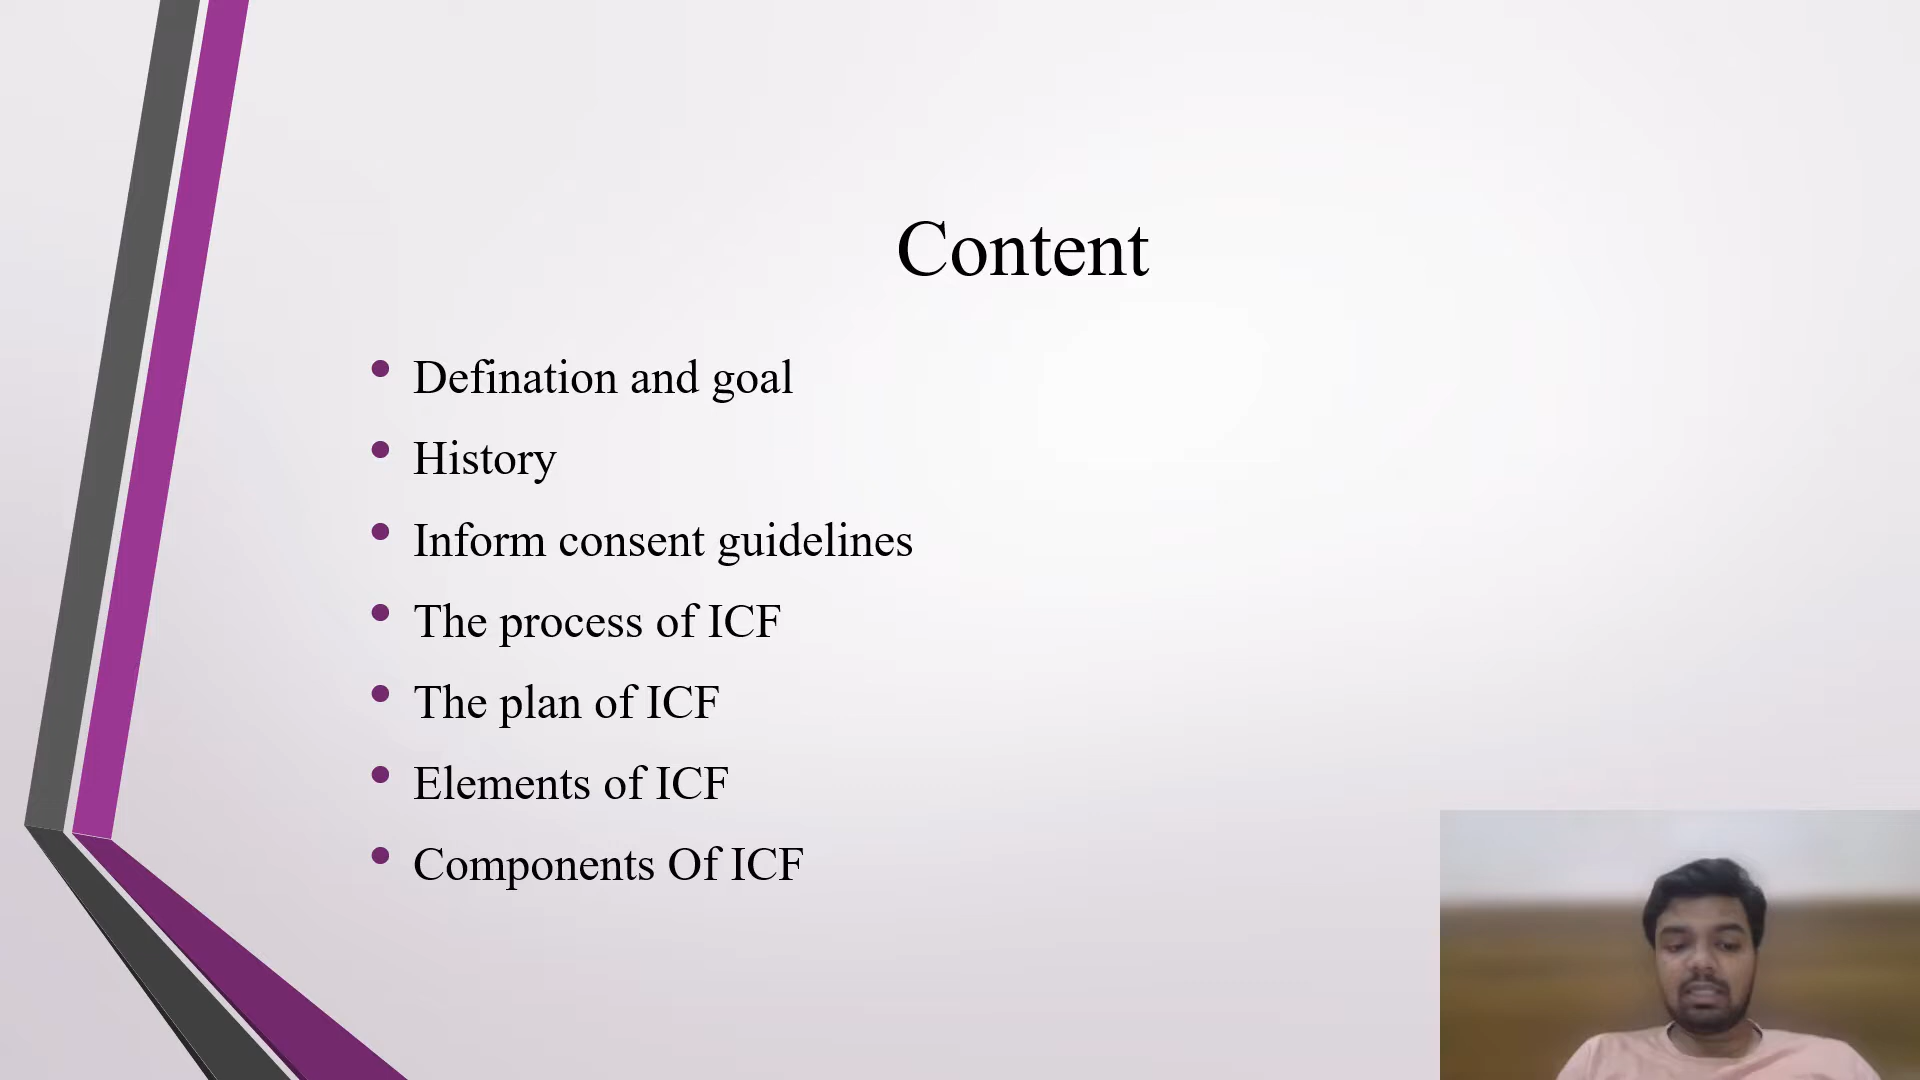 Content
Defination and goal
History
Inform consent guidelines
The process of ICF
The plan of ICF
Elements of ICF
Components Of ICF